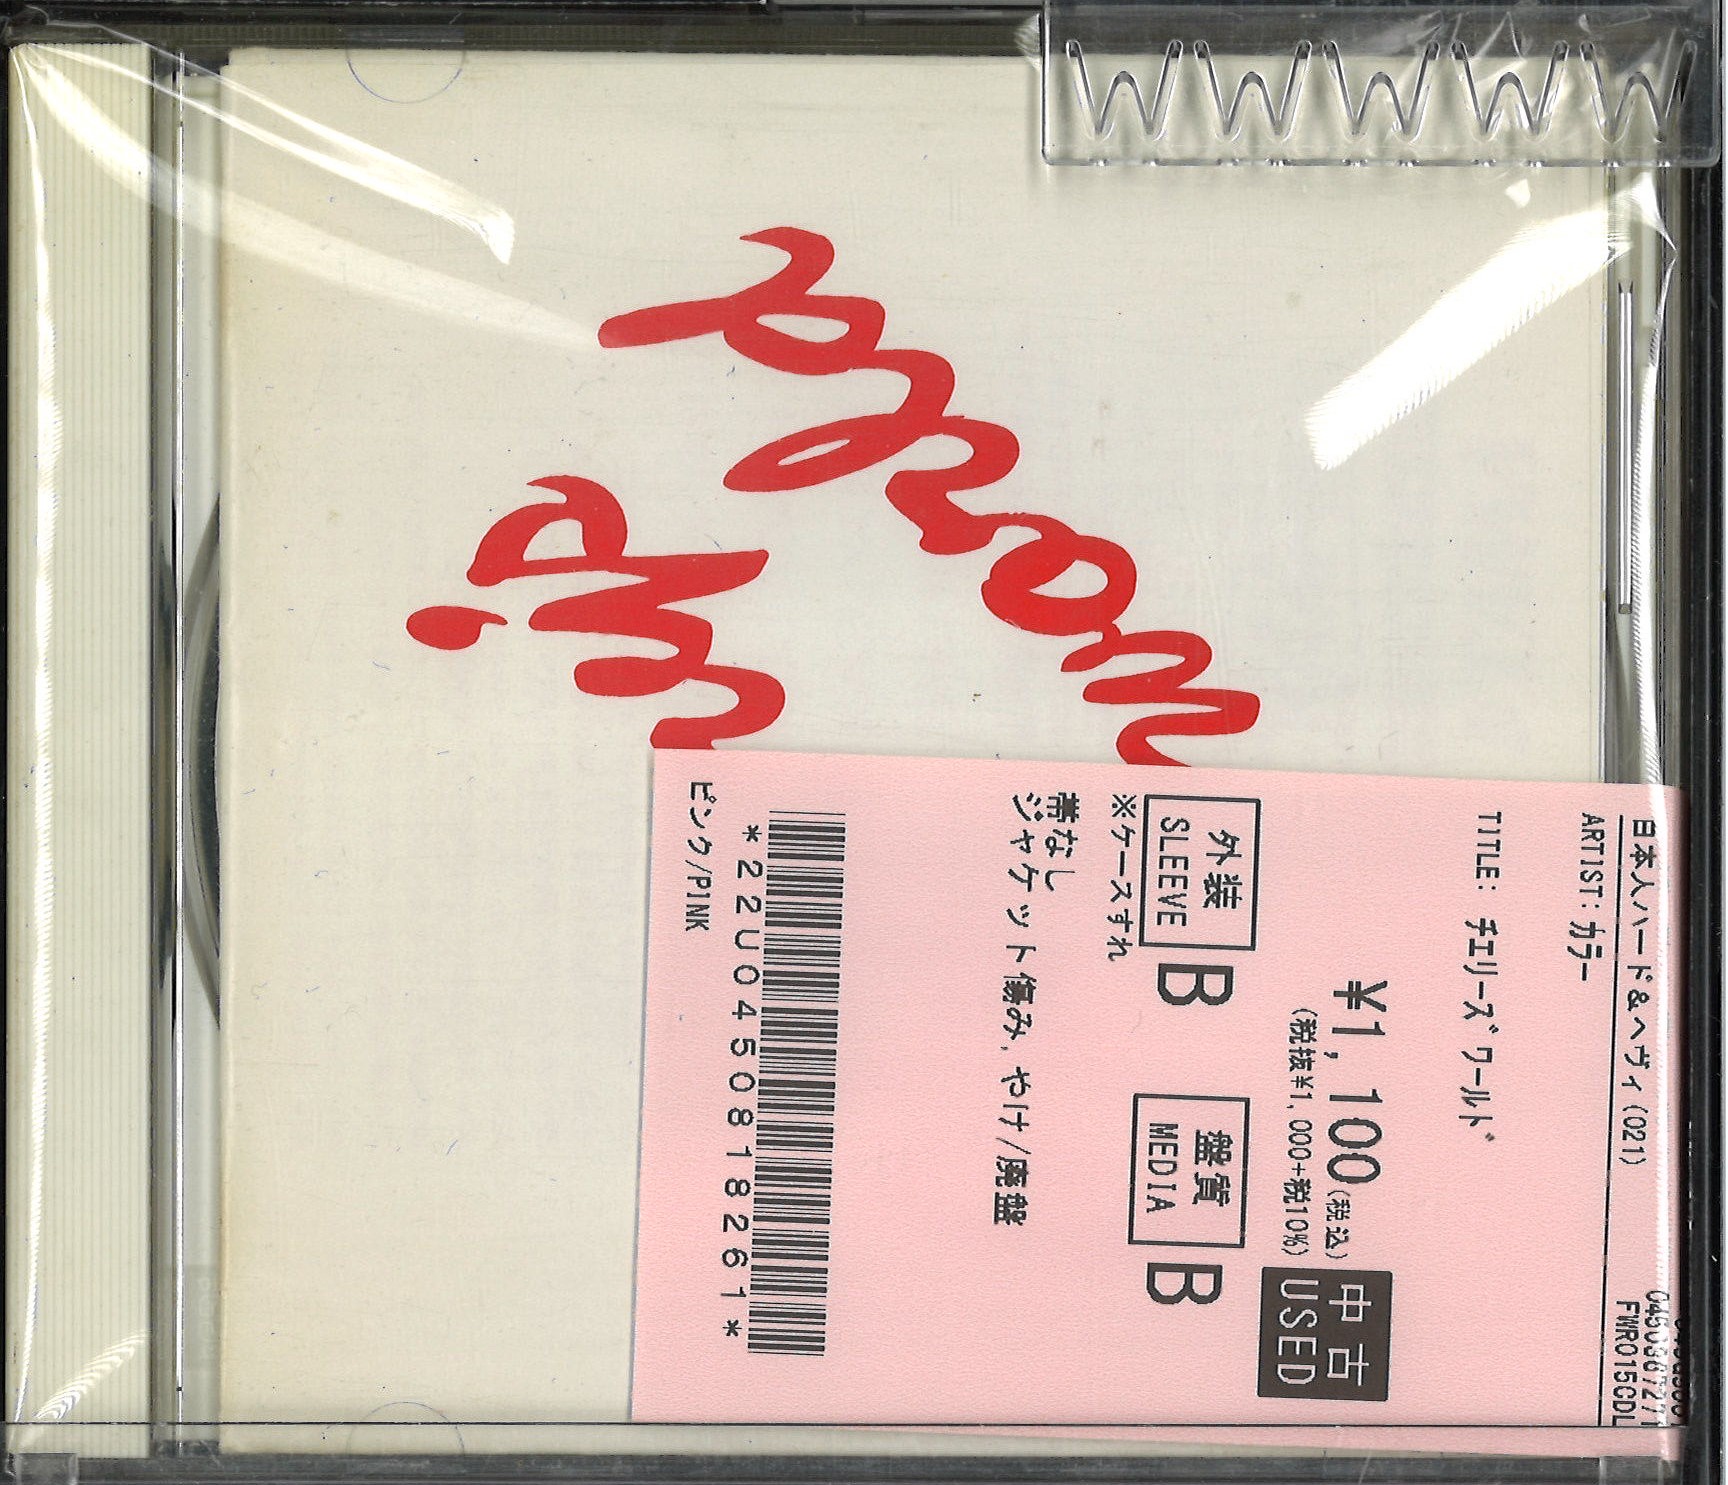 日本人ハード&ヘヴィ(021)
FWR015CDL
ARTIST: カラー
TITLE: チェリーズ ワールド
¥1,100(税込)
(税抜¥1,000+税10%)
中古
USED
外装
SLEEVE
B
盤質
MEDIA
B
※ケースすれ
帯なし
ジャケット傷み,やけ/廃盤
*22U0450818261*
ピンク/PINK